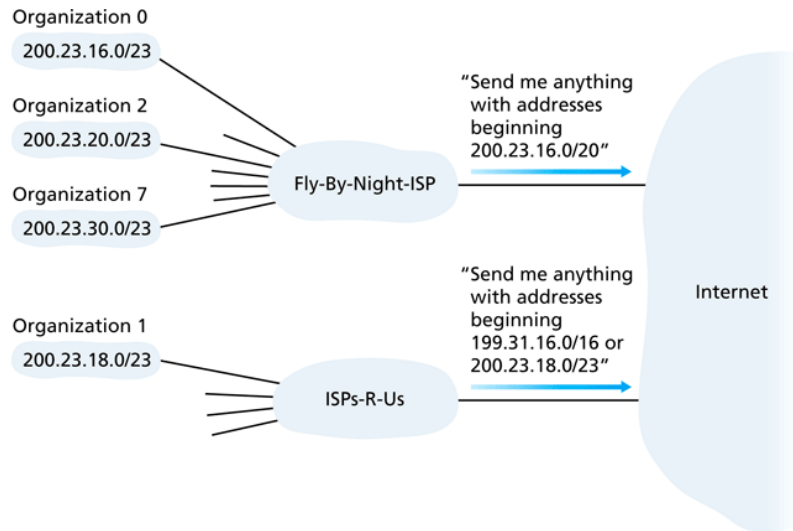 Organization 0
200.23.16.0/23
Organization 2
200.23.20.0/23
Organization 7
200.23.30.0/23
Fly-By-Night-ISP
“Send me anything
with addresses
beginning
200.23.16.0/20”
Organization 1
200.23.18.0/23
ISPs-R-Us
“Send me anything
with addresses
beginning
199.31.16.0/16 or
200.23.18.0/23”
Internet